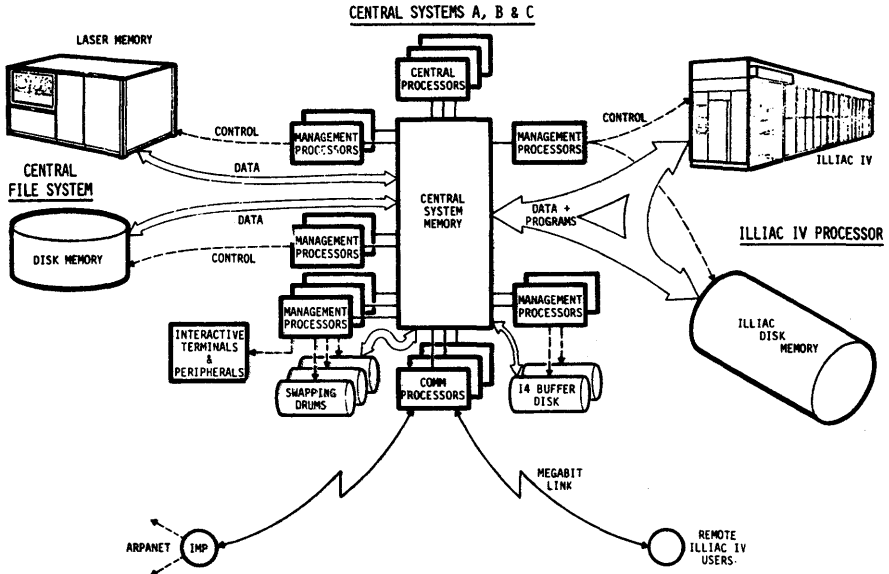 CENTRAL SYSTEMS A, B & C
LASER MEMORY
CENTRAL
PROCESSORS
CONTROL
MANAGEMENT
PROCESSORS
MANAGEMENT
PROCESSORS
CONTROL
ILLIAC IV
DATA
CENTRAL
FILE SYSTEM
CENTRAL
SYSTEM
MEMORY
DATA +
PROGRAMS
DATA
DISK MEMORY
CONTROL
MANAGEMENT
PROCESSORS
ILLIAC IV PROCESSOR
MANAGEMENT
PROCESSORS
MANAGEMENT
PROCESSORS
ILLIAC
DISK
MEMORY
INTERACTIVE
TERMINALS
&
PERIPHERALS
SWAPPING
DRUMS
COMM
PROCESSORS
I4 BUFFER
DISK
MEGABIT
LINK
ARPANET
IMP
REMOTE
ILLIAC IV
USERS